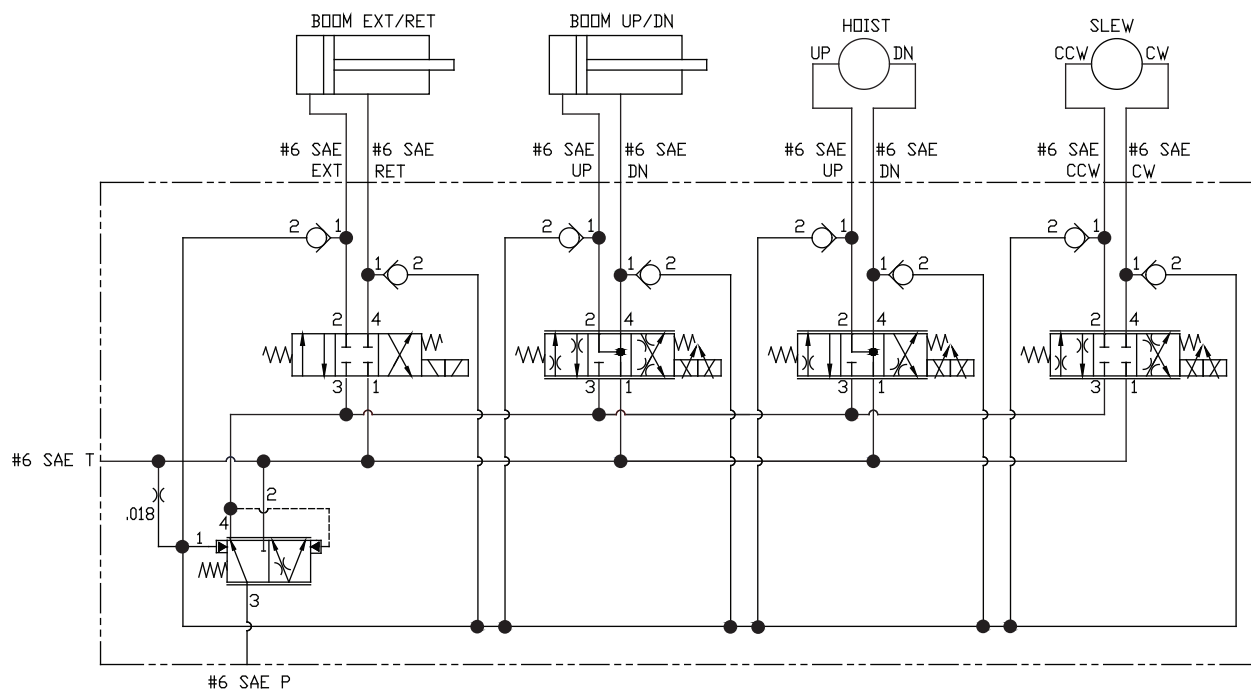 BOOM EXT/RET BOOM UP/DN HOIST SLEW
UP DN CCW CW
#6 SAE #6 SAE #6 SAE #6 SAE #6 SAE #6 SAE #6 SAE #6 SAE
EXT RET UP DN UP DN CCW CW
2 1 2 1 2 1 2 1
1 2 1 2 1 2 1 2
2 4 2 4 2 4 2 4
3 1 3 1 3 1 3 1
#6 SAE T
2
.018
4
1
3
#6 SAE P